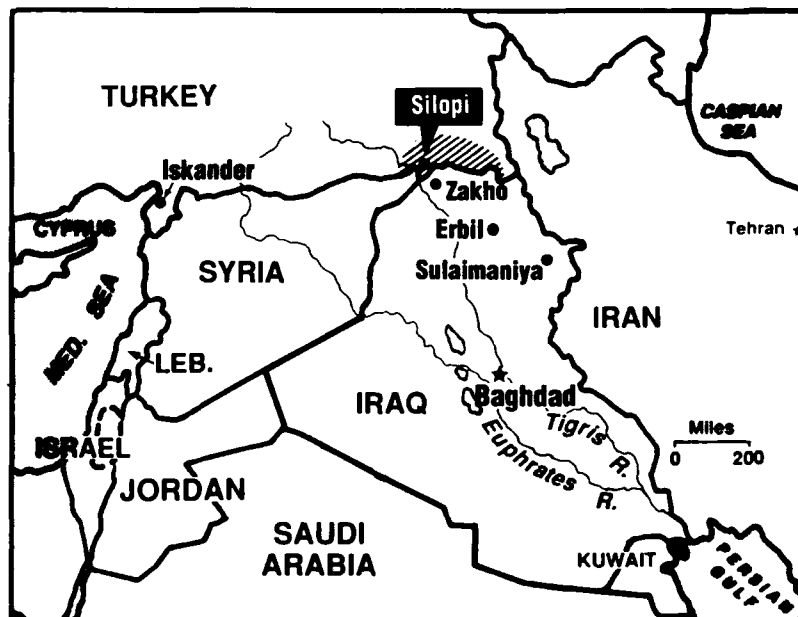 TURKEY
Silopi
CASPIAN
SEA
Iskander
Zakho
CYPRUS
Erbil
Tehran
SYRIA
Sulaimaniya
MED. SEA
IRAN
LEB.
IRAQ
Baghdad
Tigris R.
Miles
0 200
ISRAEL
Euphrates R.
JORDAN
SAUDI
ARABIA
KUWAIT
PERSIAN
GULF